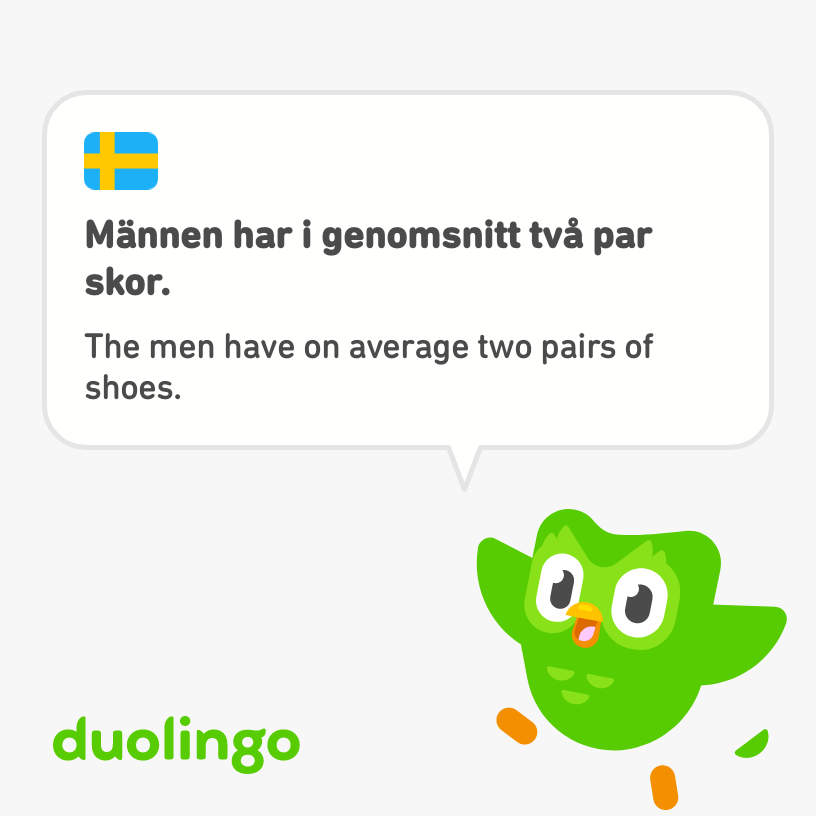 Männen har i genomsnitt två par
skor.
The men have on average two pairs of
shoes.
duolingo